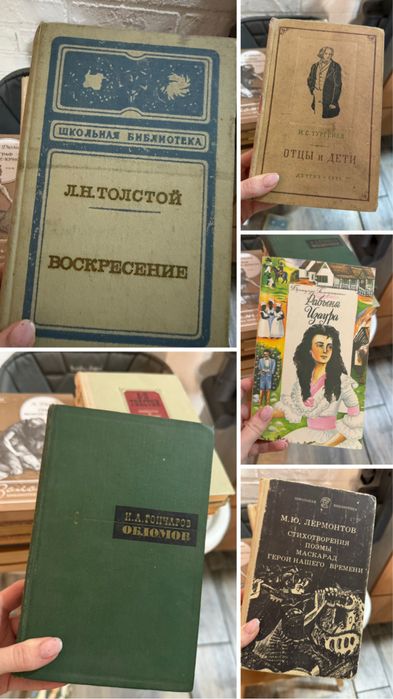 ШКОЛЬНАЯ БИБЛИОТЕКА
Л.Н.ТОЛСТОЙ
ВОСКРЕСЕНИЕ
И.С. ТУРГЕНЕВ
ОТЦЫ и ДЕТИ
Рабыня
Изаура
И.А.ГОНЧАРОВ
ОБЛОМОВ
М.Ю. ЛЕРМОНТОВ
СТИХОТВОРЕНИЯ
ПОЭМЫ
МАСКАРАД
ГЕРОЙ НАШЕГО ВРЕМЕНИ